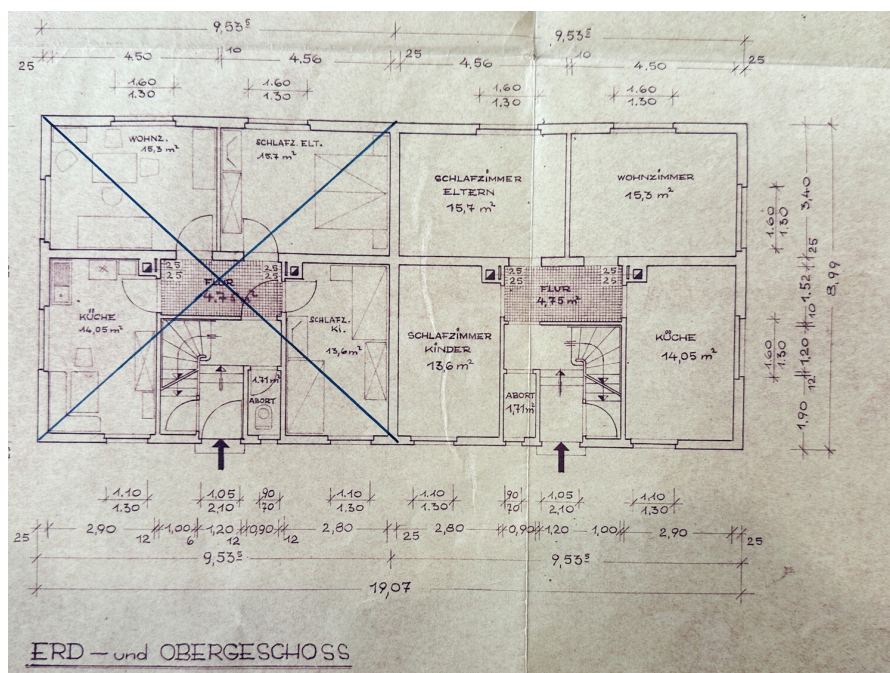 9,53⁵
9,53⁵
25 4,50 10 4,56 25 4,56 10 4,50 25
1.60
1.30
1.60
1.30
1.60
1.30
1.60
1.30
WOHNZ.
15,3 m²
SCHLAFZ. ELT.
15.7 m²
SCHLAFZIMMER
ELTERN
15,7 m²
WOHNZIMMER
15,3 m²
25
25
FLUR
25
25
25
25
FLUR
4,75 m²
25
25
KÜCHE
14,05 m²
SCHLAFZ.
KI.
13,6 m²
1.71 m²
ABORT
SCHLAFZIMMER
KINDER
13,6 m²
ABORT
1,71 m²
KÜCHE
14,05 m²
1.60
1.30
1.60
1.30
3,40
25
1.52
10
1,20
12
1,90
8,99
1.10
1.30
1,05
2,10
90
70
1.10
1.30
1.10
1.30
90
70
1,05
2,10
1.10
1.30
25 2,90 12 1,00 6 1,20 12 0,90 12 2,80 25 2,80 0,90 1,20 1,00 2,90 25
9,53⁵ 9,53⁵
19,07
ERD - und OBERGESCHOSS